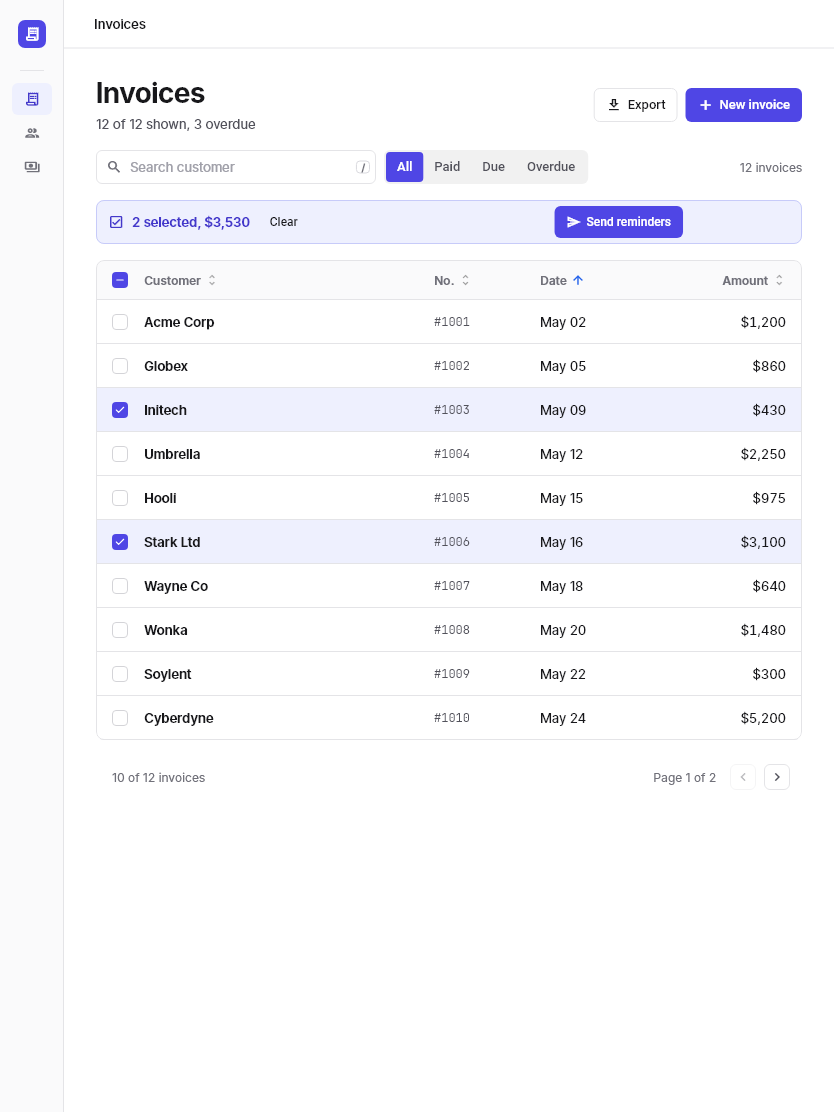 Invoices
Invoices
12 of 12 shown, 3 overdue
Export
New invoice
Search customer /
All Paid Due Overdue
12 invoices
2 selected, $3,530 Clear Send reminders
Customer No. Date Amount
Acme Corp #1001 May 02 $1,200
Globex #1002 May 05 $860
Initech #1003 May 09 $430
Umbrella #1004 May 12 $2,250
Hooli #1005 May 15 $975
Stark Ltd #1006 May 16 $3,100
Wayne Co #1007 May 18 $640
Wonka #1008 May 20 $1,480
Soylent #1009 May 22 $300
Cyberdyne #1010 May 24 $5,200
10 of 12 invoices Page 1 of 2